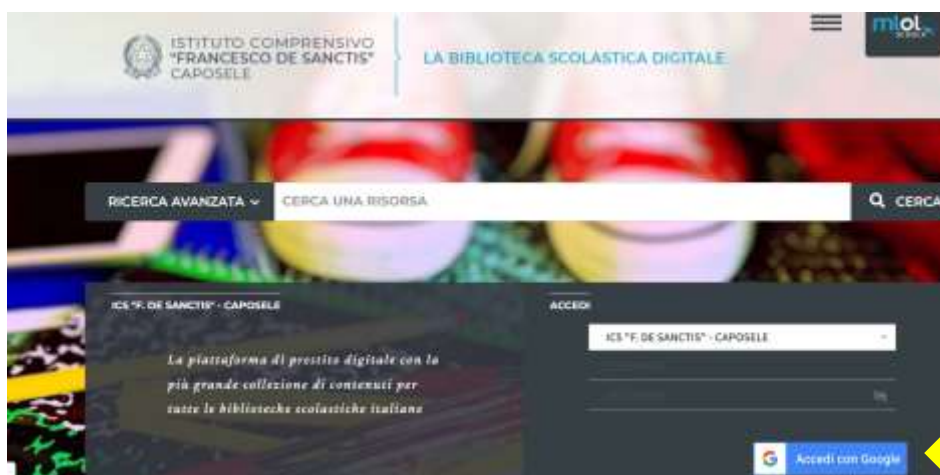 ISTITUTO COMPRENSIVO
"FRANCESCO DE SANCTIS"
CAPOSELE
LA BIBLIOTECA SCOLASTICA DIGITALE
mlol
SCUOLA
RICERCA AVANZATA
CERCA UNA RISORSA
CERCA
ICS "F. DE SANCTIS" - CAPOSELE
La piattaforma di prestito digitale con la
più grande collezione di contenuti per
tutte le biblioteche scolastiche italiane
ACCEDI
ICS "F. DE SANCTIS" - CAPOSELE
G Accedi con Google